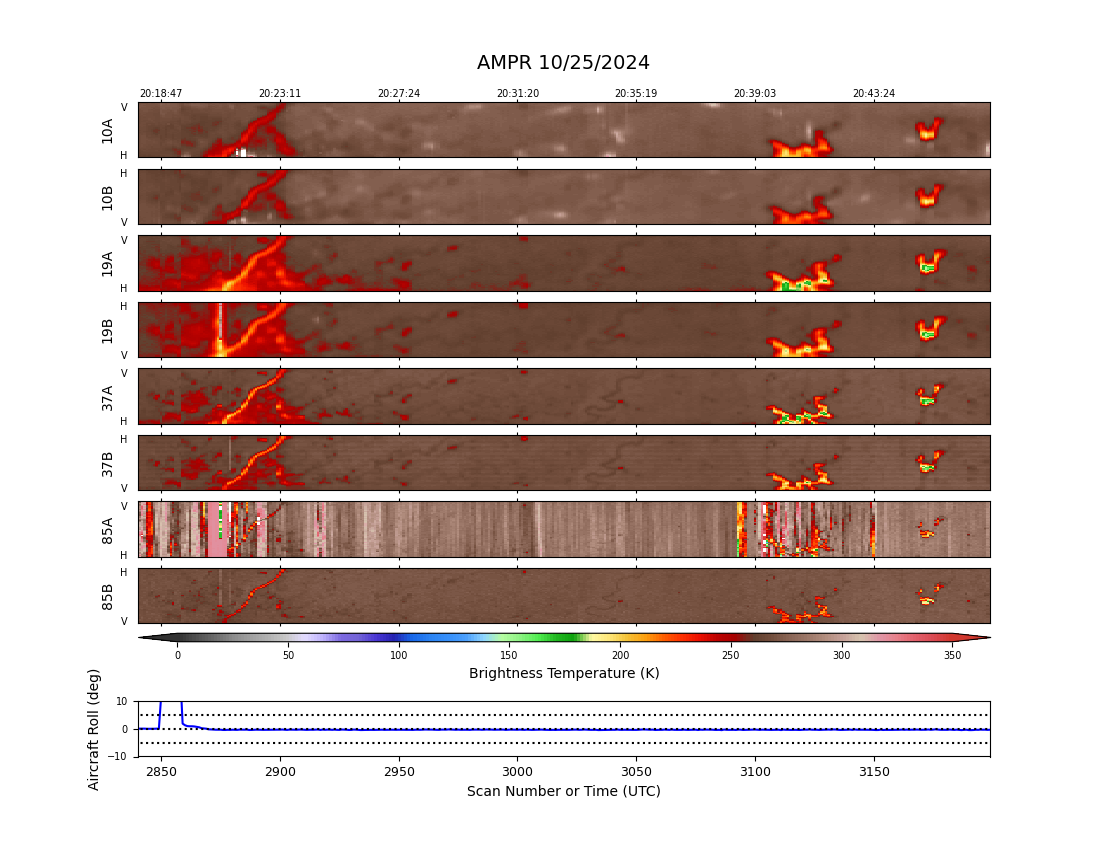 AMPR 10/25/2024
20:18:47 20:23:11 20:27:24 20:31:20 20:35:19 20:39:03 20:43:24
V
10A
H
H
10B
V
V
19A
H
H
19B
V
V
37A
H
H
37B
V
V
85A
H
H
85B
V
0 50 100 150 200 250 300 350
Brightness Temperature (K)
Aircraft Roll (deg)
10
0
−10
2850 2900 2950 3000 3050 3100 3150
Scan Number or Time (UTC)